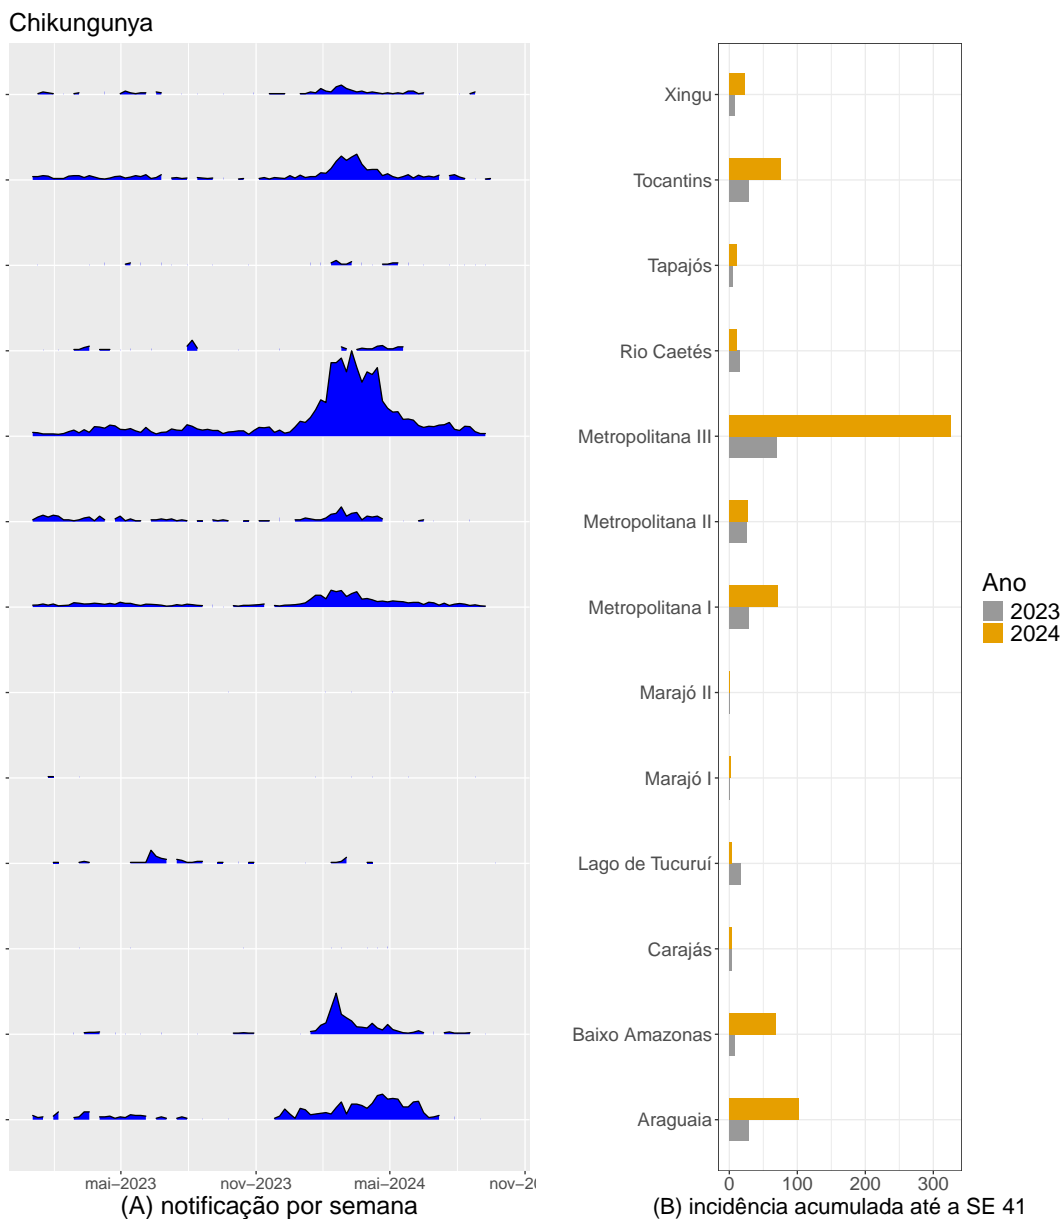 Chikungunya
Xingu
Tocantins
Tapajós
Rio Caetés
Metropolitana III
Metropolitana II
Metropolitana I
Marajó II
Marajó I
Lago de Tucuruí
Carajás
Baixo Amazonas
Araguaia
Ano
2023
2024
mai–2023 nov–2023 mai–2024 nov–20
(A) notificação por semana
0 100 200 300
(B) incidência acumulada até a SE 41